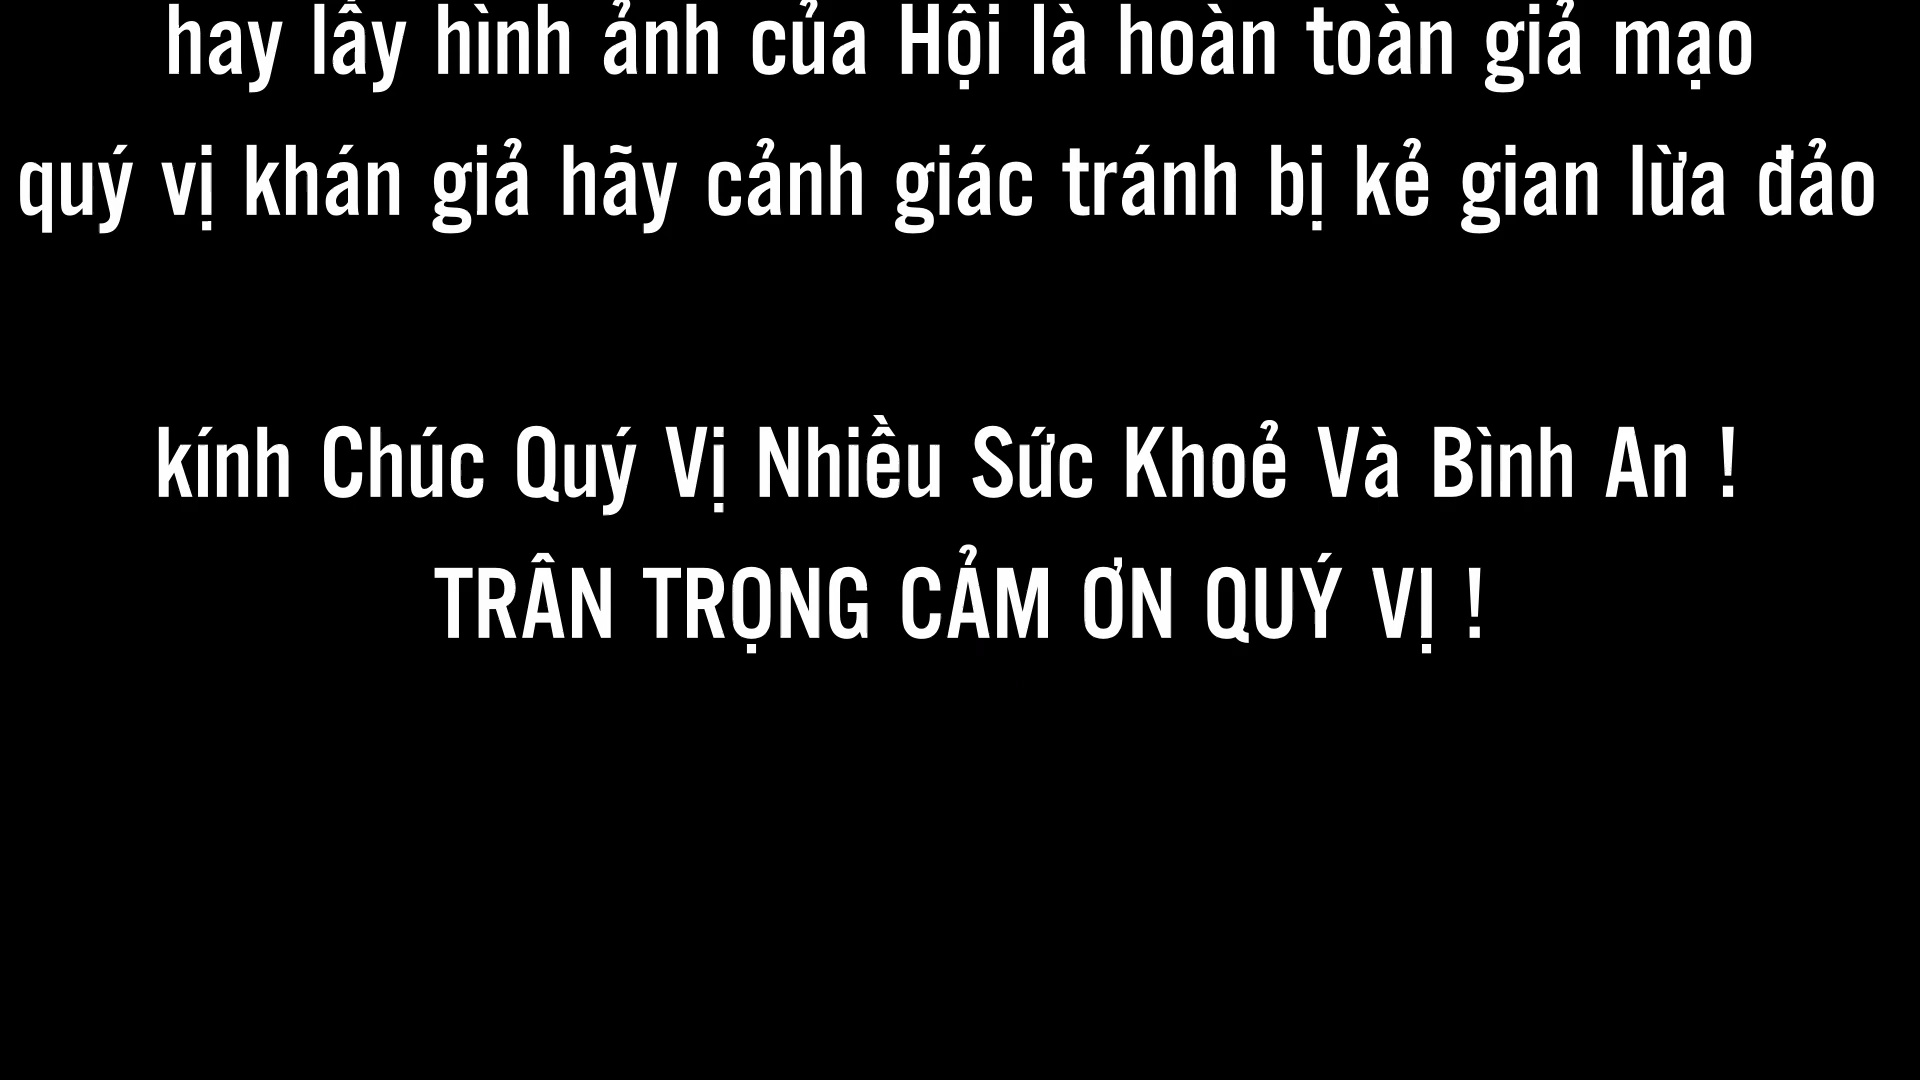 hay lấy hình ảnh của Hội là hoàn toàn giả mạo
quý vị khán giả hãy cảnh giác tránh bị kẻ gian lừa đảo
kính Chúc Quý Vị Nhiều Sức Khoẻ Và Bình An !
TRÂN TRỌNG CẢM ƠN QUÝ VỊ !